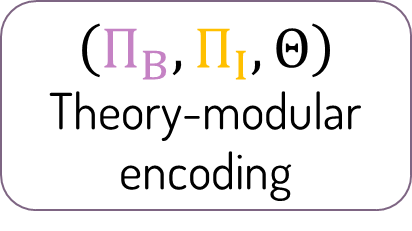 (Π_B, Π_I, Θ)
Theory-modular
encoding